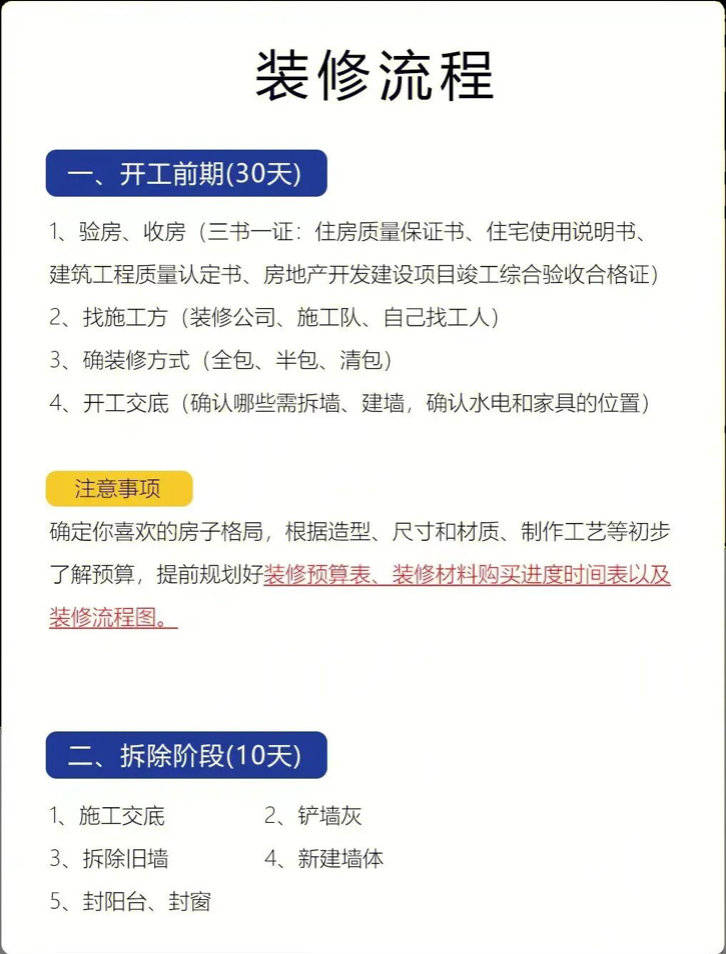 装修流程
一、开工前期(30天)
1、验房、收房（三书一证：住房质量保证书、住宅使用说明书、
建筑工程质量认定书、房地产开发建设项目竣工综合验收合格证）
2、找施工方（装修公司、施工队、自己找工人）
3、确装修方式（全包、半包、清包）
4、开工交底（确认哪些需拆墙、建墙，确认水电和家具的位置）
注意事项
确定你喜欢的房子格局，根据造型、尺寸和材质、制作工艺等初步
了解预算，提前规划好装修预算表、装修材料购买进度时间表以及
装修流程图。
二、拆除阶段(10天)
1、施工交底 2、铲墙灰
3、拆除旧墙 4、新建墙体
5、封阳台、封窗